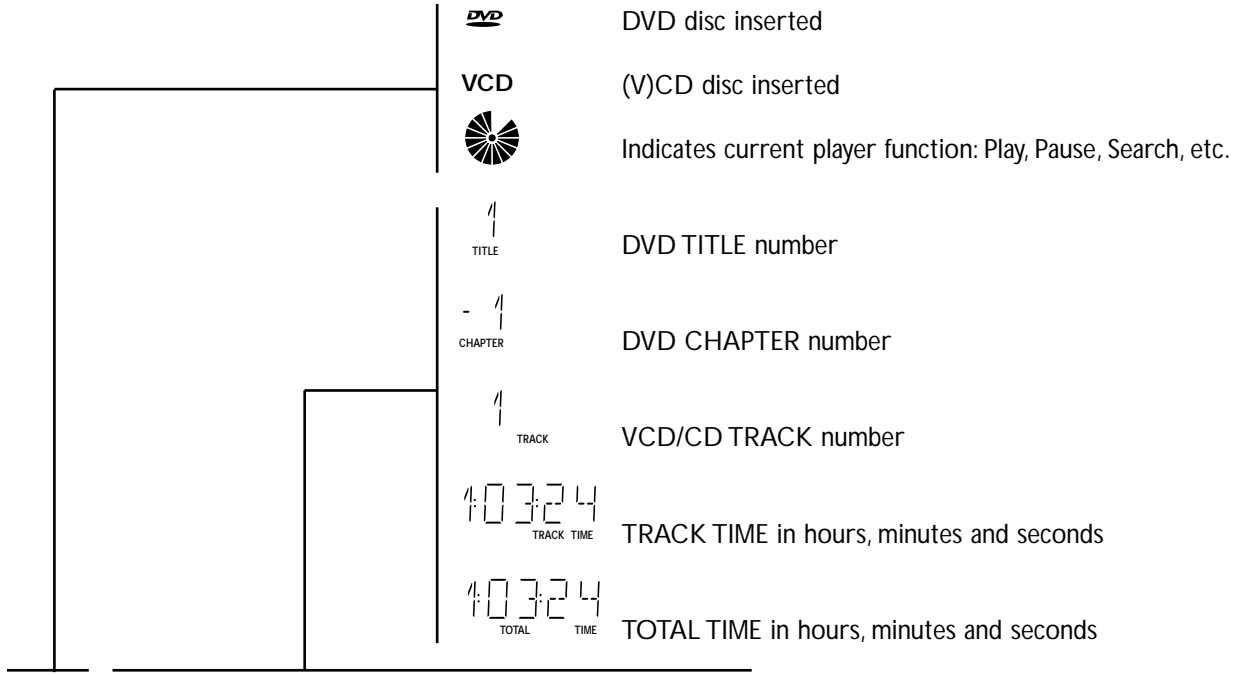 DVD DVD disc inserted
VCD (V)CD disc inserted
Indicates current player function: Play, Pause, Search, etc.
1
TITLE DVD TITLE number
- 1
CHAPTER DVD CHAPTER number
1
TRACK VCD/CD TRACK number
1:03:24
TRACK TIME TRACK TIME in hours, minutes and seconds
1:03:24
TOTAL TIME TOTAL TIME in hours, minutes and seconds